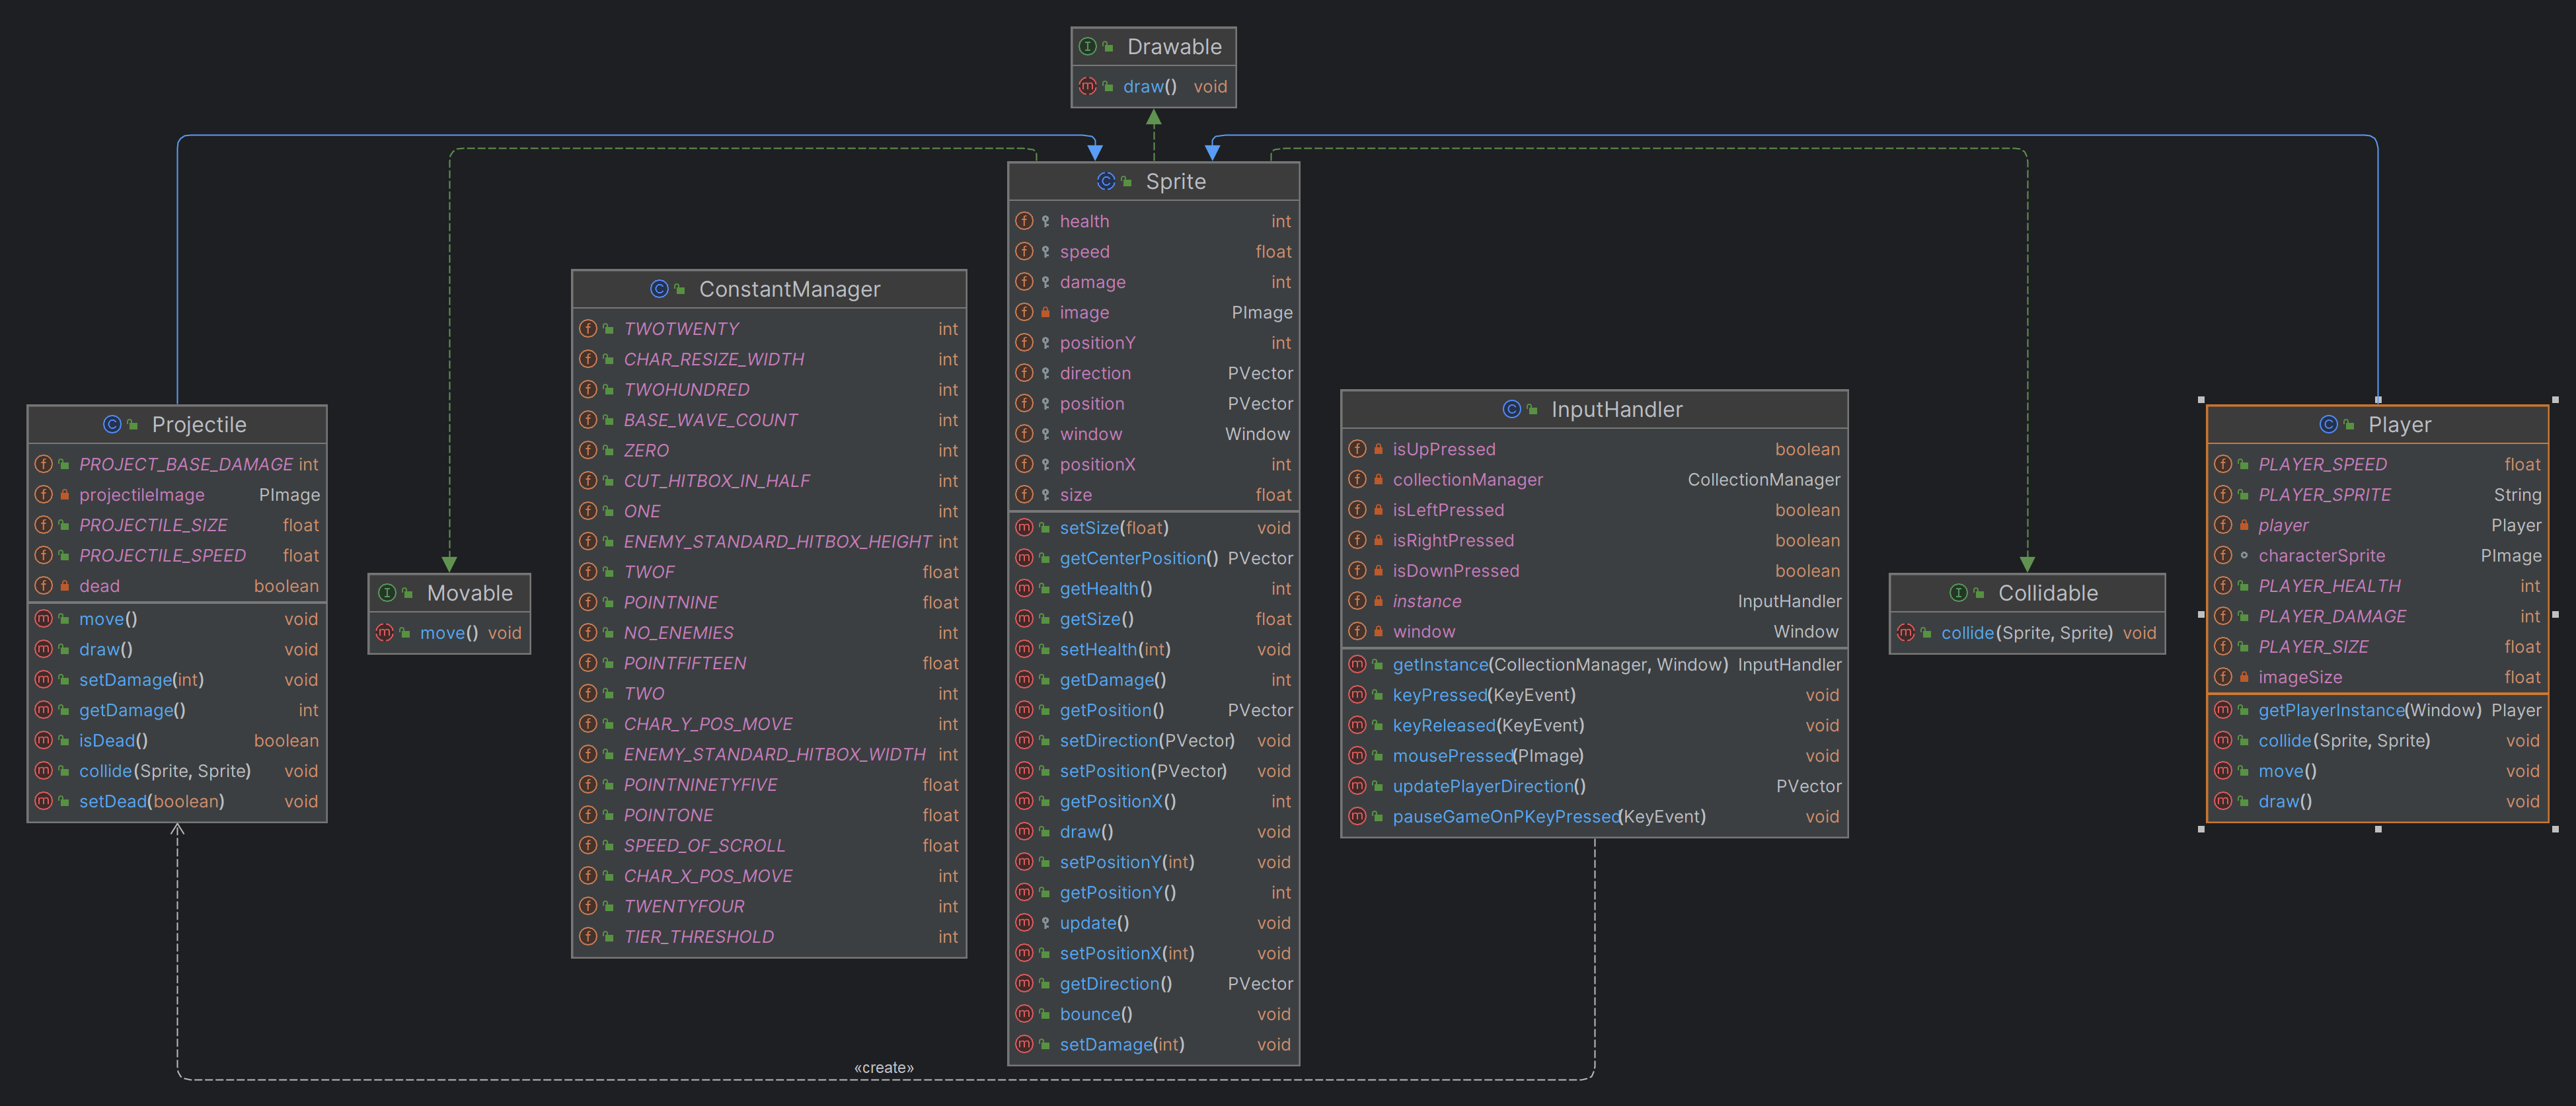 Drawable
draw() void
Sprite
health int
speed float
damage int
image PImage
positionY int
direction PVector
position PVector
window Window
positionX int
size float
setSize(float) void
getCenterPosition() PVector
getHealth() int
getSize() float
setHealth(int) void
getDamage() int
getPosition() PVector
setDirection(PVector) void
setPosition(PVector) void
getPositionX() int
draw() void
setPositionY(int) void
getPositionY() int
update() void
setPositionX(int) void
getDirection() PVector
bounce() void
setDamage(int) void
Projectile
PROJECT_BASE_DAMAGE int
projectileImage PImage
PROJECTILE_SIZE float
PROJECTILE_SPEED float
dead boolean
move() void
draw() void
setDamage(int) void
getDamage() int
isDead() boolean
collide(Sprite, Sprite) void
setDead(boolean) void
Movable
move() void
ConstantManager
TWOTWENTY int
CHAR_RESIZE_WIDTH int
TWOHUNDRED int
BASE_WAVE_COUNT int
ZERO int
CUT_HITBOX_IN_HALF int
ONE int
ENEMY_STANDARD_HITBOX_HEIGHT int
TWOF float
POINTNINE float
NO_ENEMIES int
POINTFIFTEEN float
TWO int
CHAR_Y_POS_MOVE int
ENEMY_STANDARD_HITBOX_WIDTH int
POINTNINETYFIVE float
POINTONE float
SPEED_OF_SCROLL float
CHAR_X_POS_MOVE int
TWENTYFOUR int
TIER_THRESHOLD int
InputHandler
isUpPressed boolean
collectionManager CollectionManager
isLeftPressed boolean
isRightPressed boolean
isDownPressed boolean
instance InputHandler
window Window
getInstance(CollectionManager, Window) InputHandler
keyPressed(KeyEvent) void
keyReleased(KeyEvent) void
mousePressed(PImage) void
updatePlayerDirection() PVector
pauseGameOnPKeyPressed(KeyEvent) void
Collidable
collide(Sprite, Sprite) void
Player
PLAYER_SPEED float
PLAYER_SPRITE String
player Player
characterSprite PImage
PLAYER_HEALTH int
PLAYER_DAMAGE int
PLAYER_SIZE float
imageSize float
getPlayerInstance(Window) Player
collide(Sprite, Sprite) void
move() void
draw() void
«create»